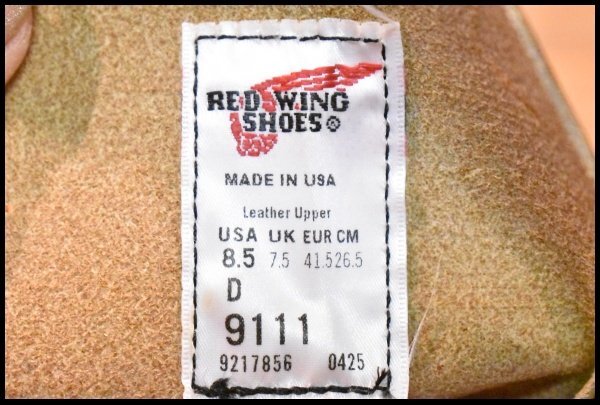 RED WING
SHOES®
MADE IN USA
Leather Upper
USA UK EUR CM
8.5 7.5 41.5 26.5
D
9111
9217856 0425